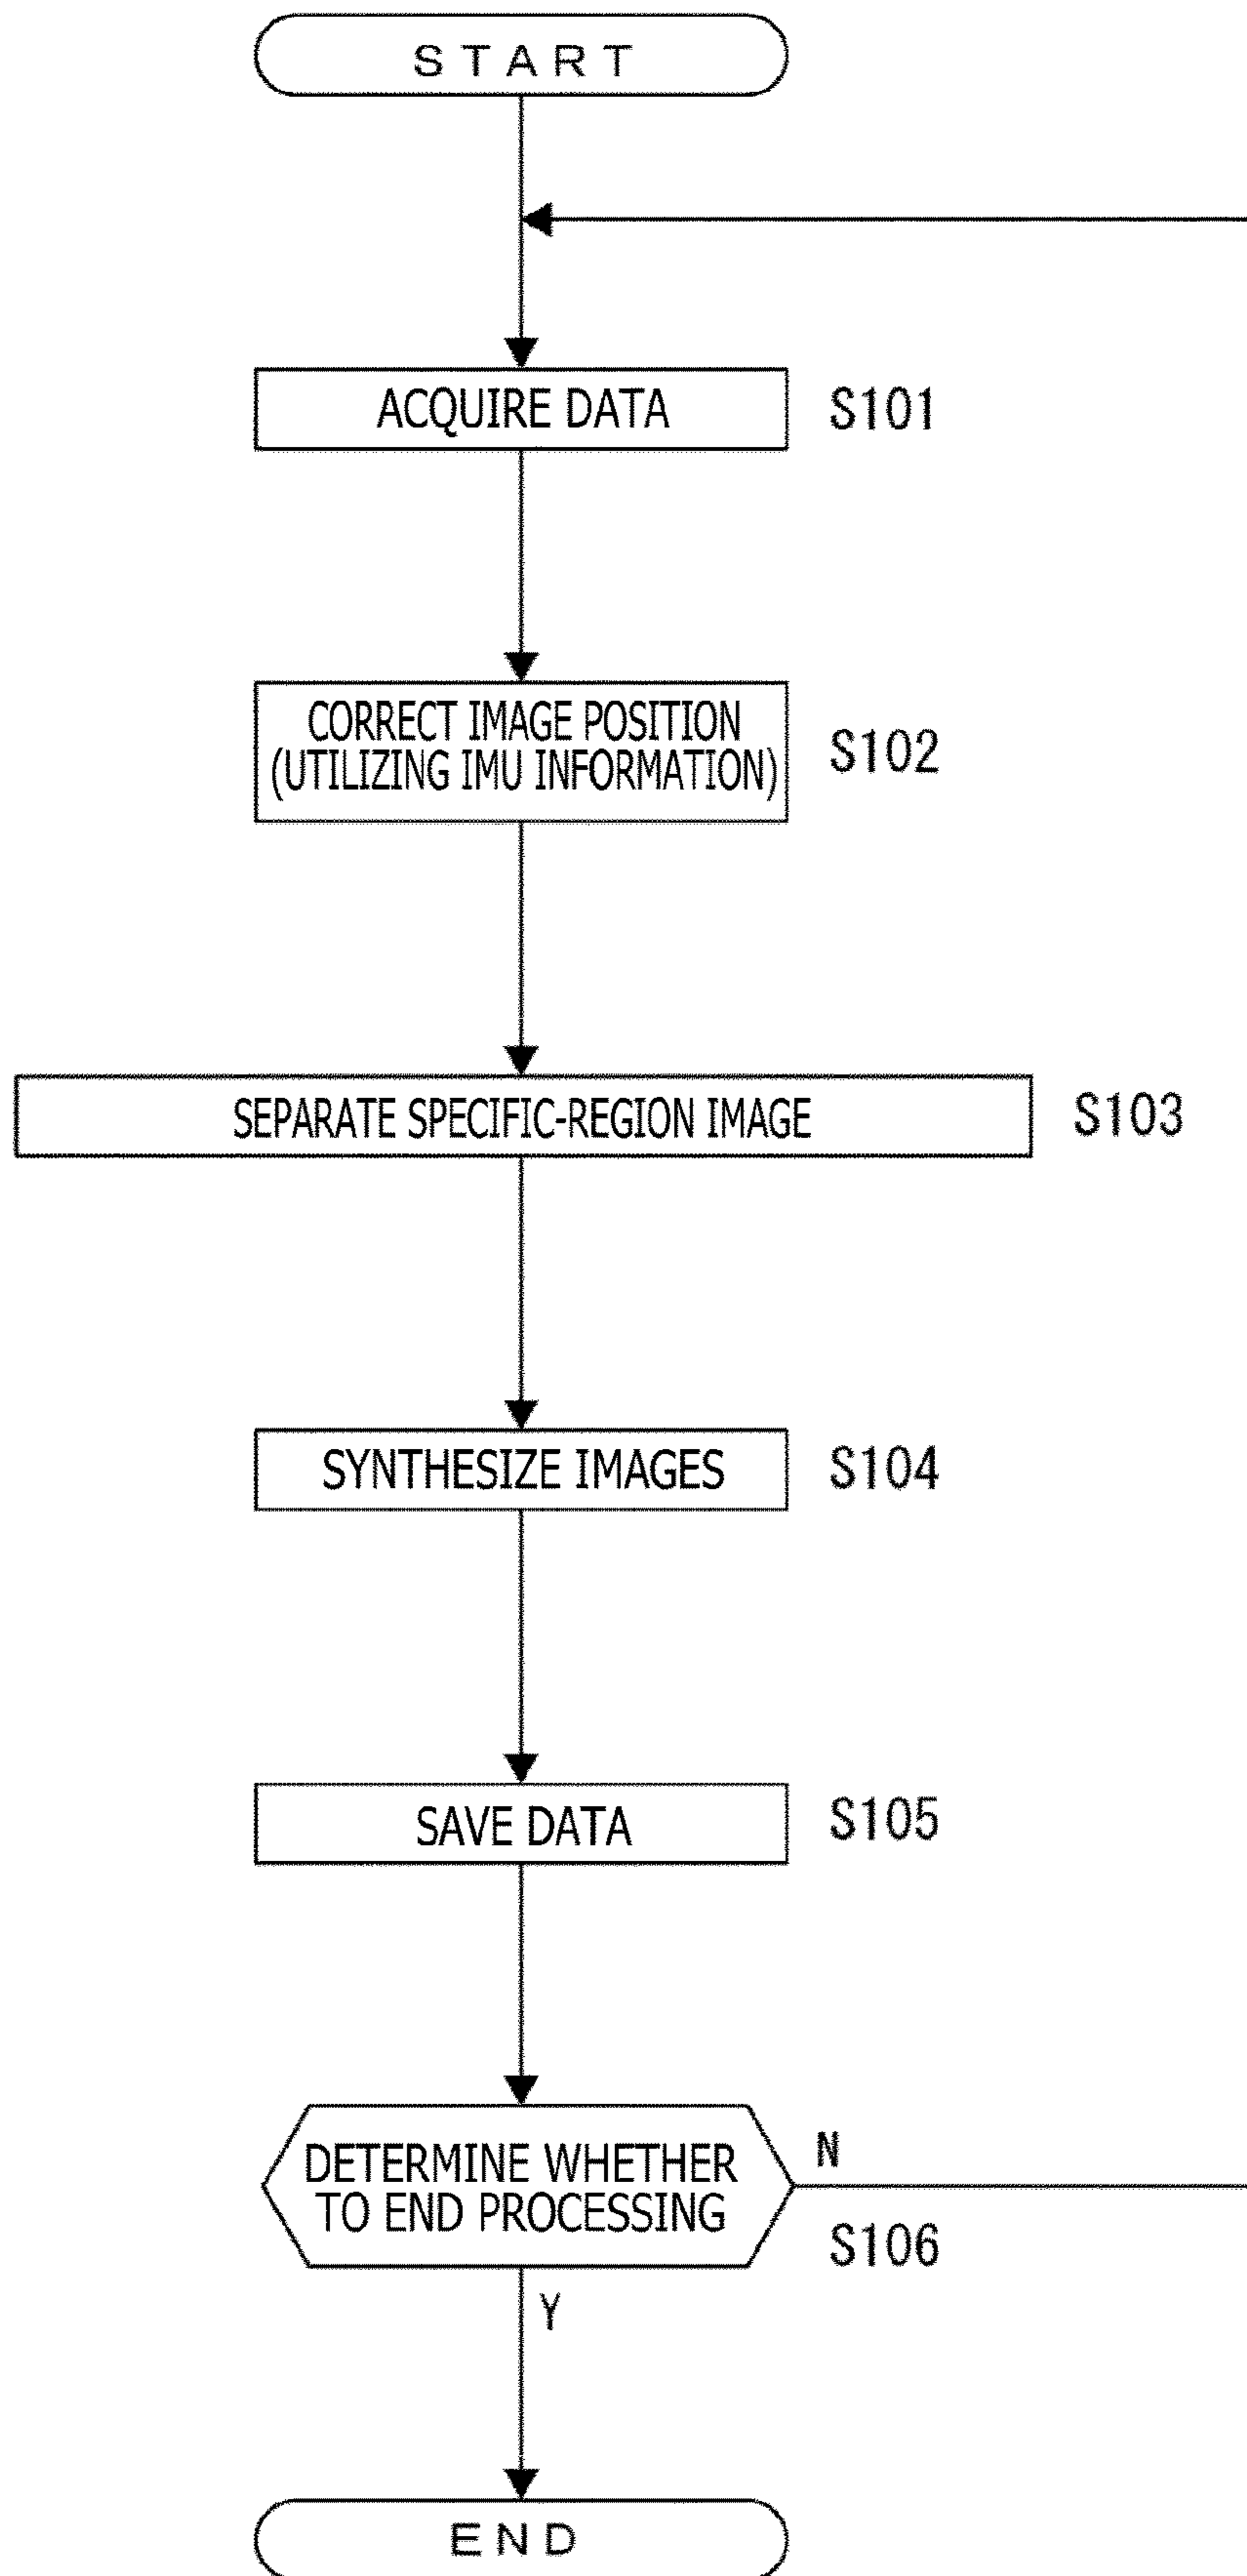 START
ACQUIRE DATA
S101
CORRECT IMAGE POSITION
(UTILIZING IMU INFORMATION)
S102
SEPARATE SPECIFIC-REGION IMAGE
S103
SYNTHESIZE IMAGES
S104
SAVE DATA
S105
DETERMINE WHETHER
TO END PROCESSING
N
S106
Y
END